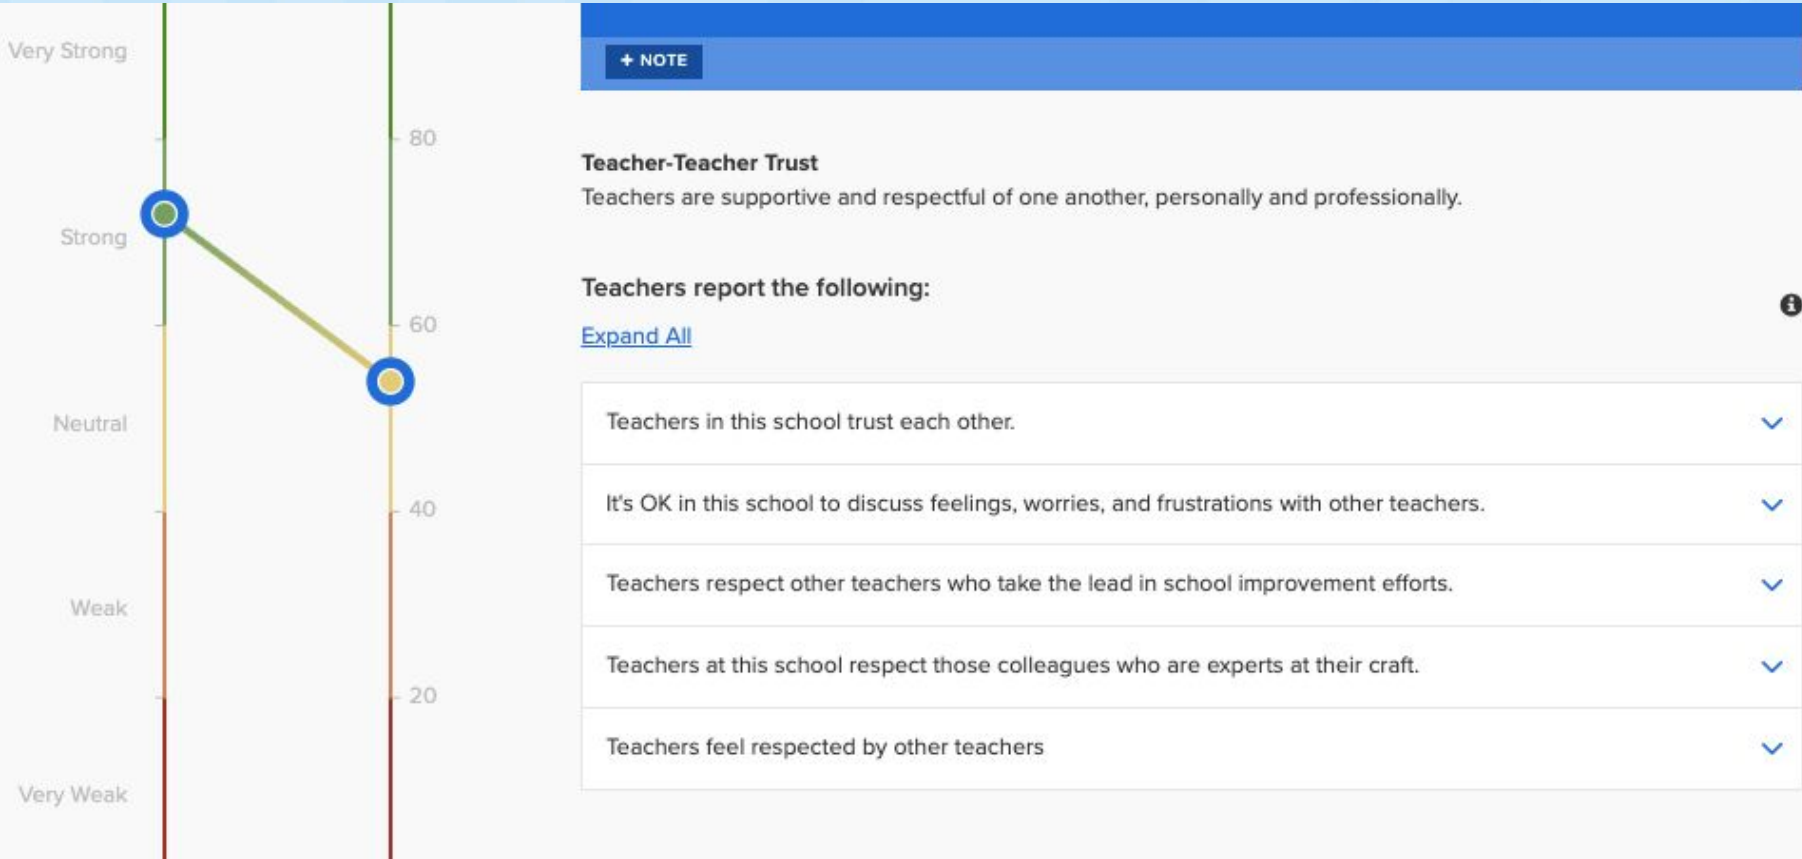 Very Strong
Strong
Neutral
Weak
Very Weak
80
60
40
20
+ NOTE
Teacher-Teacher Trust
Teachers are supportive and respectful of one another, personally and professionally.
Teachers report the following:
Expand All
Teachers in this school trust each other.
It's OK in this school to discuss feelings, worries, and frustrations with other teachers.
Teachers respect other teachers who take the lead in school improvement efforts.
Teachers at this school respect those colleagues who are experts at their craft.
Teachers feel respected by other teachers